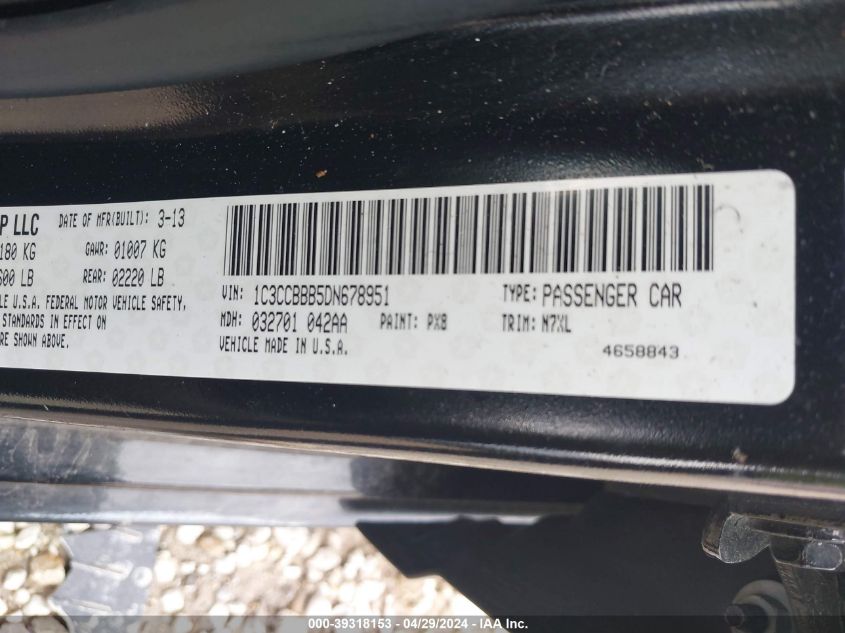 P LLC DATE OF MFR(BUILT): 3-13
180 KG GAWR: 01007 KG
600 LB REAR: 02220 LB
LE U.S.A. FEDERAL MOTOR VEHICLE SAFETY,
STANDARDS IN EFFECT ON
RE SHOWN ABOVE.
VIN: 1C3CCBBB5DN678951 TYPE: PASSENGER CAR
MDH: 032701 042AA PAINT: PX8 TRIM: N7XL
VEHICLE MADE IN U.S.A. 4658843
000-39318153 - 04/29/2024 - IAA Inc.